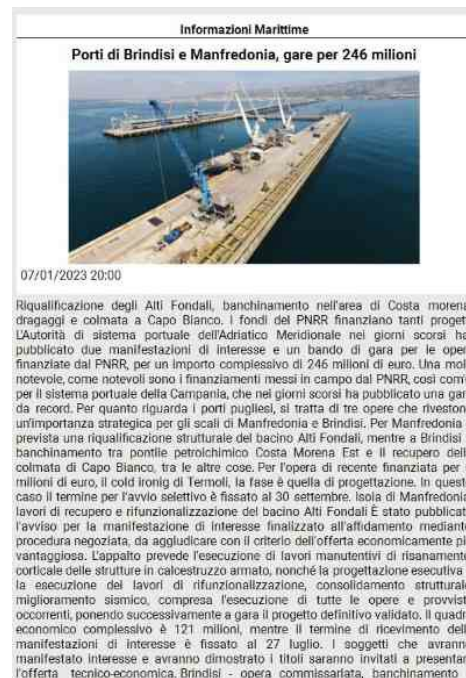 Informazioni Marittime
Porti di Brindisi e Manfredonia, gare per 246 milioni
07/01/2023 20:00
Riqualificazione degli Alti Fondali, banchinamento nell'area di Costa morena
dragaggi e colmata a Capo Bianco. I fondi del PNRR finanziano tanti proget
L'Autorità di sistema portuale dell'Adriatico Meridionale nei giorni scorsi ha
pubblicato due manifestazioni di interesse e un bando di gara per le oper
finanziate dal PNRR, per un importo complessivo di 246 milioni di euro. Una mol
notevole, come notevoli sono i finanziamenti messi in campo dal PNRR, così com'
per il sistema portuale della Campania, che nei giorni scorsi ha pubblicato una gar
da record. Per quanto riguarda i porti pugliesi, si tratta di tre opere che riveston
un'importanza strategica per gli scali di Manfredonia e Brindisi. Per Manfredonia
prevista una riqualificazione strutturale del bacino Alti Fondali, mentre a Brindisi
banchinamento tra pontile petrolchimico Costa Morena Est e il recupero dell
colmata di Capo Bianco, tra le altre cose. Per l'opera di recente finanziata per
milioni di euro, il cold ironig di Termoli, la fase è quella di progettazione. In quest
caso il termine per l'avvio selettivo è fissato al 30 settembre. Isola di Manfredonia
lavori di recupero e rifunzionalizzazione del bacino Alti Fondali È stato pubblicat
l'avviso per la manifestazione di interesse finalizzato all'affidamento mediante
procedura negoziata, da aggiudicare con il criterio dell'offerta economicamente pi
vantaggiosa. L'appalto prevede l'esecuzione di lavori manutentivi di risanamento
corticale delle strutture in calcestruzzo armato, nonché la progettazione esecutiva
la esecuzione dei lavori di rifunzionalizzazione, consolidamento strutturale
miglioramento sismico, compresa l'esecuzione di tutte le opere e provvist
occorrenti, ponendo successivamente a gara il progetto definitivo validato. Il quadr
economico complessivo è 121 milioni, mentre il termine di ricevimento dell
manifestazioni di interesse è fissato al 27 luglio. I soggetti che avrann
manifestato interesse e avranno dimostrato i titoli saranno invitati a presentar
l'offerta tecnico-economica. Brindisi - opera commissariata, banchinamento